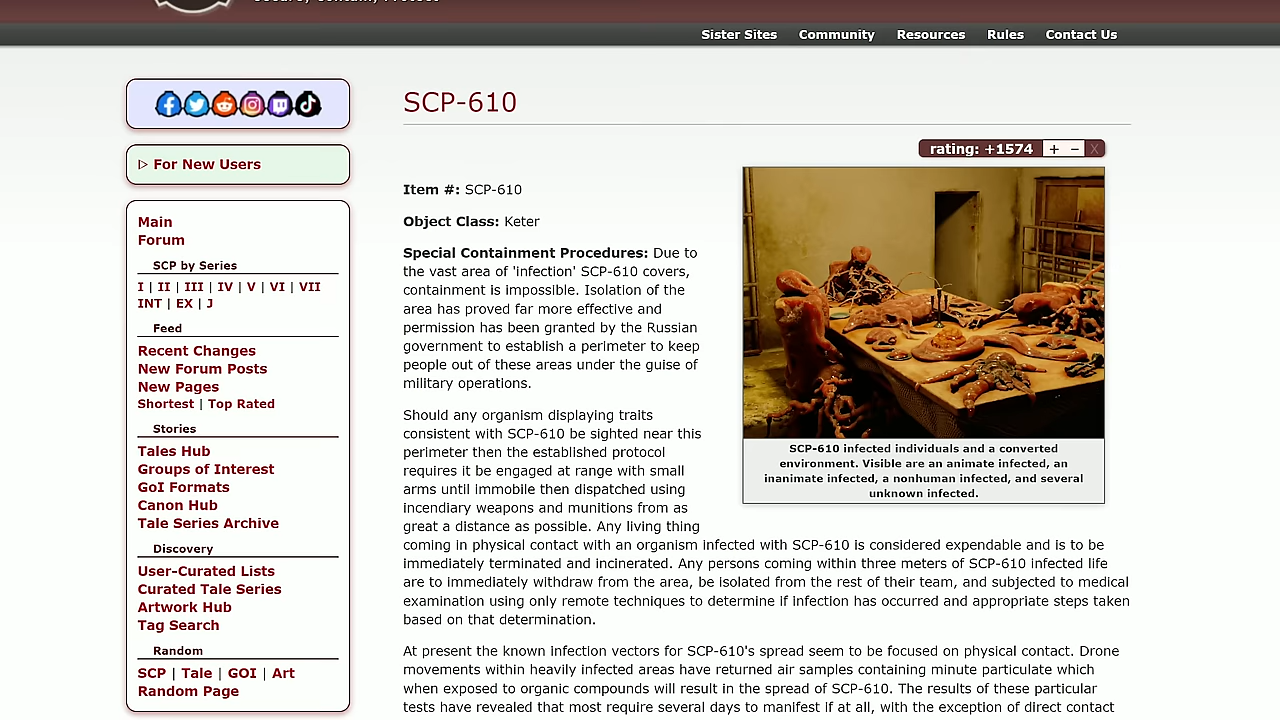 Secure, Contain, Protect
Sister Sites Community Resources Rules Contact Us
▷ For New Users
Main
Forum
SCP by Series
I | II | III | IV | V | VI | VII
INT | EX | J
Feed
Recent Changes
New Forum Posts
New Pages
Shortest | Top Rated
Stories
Tales Hub
Groups of Interest
GoI Formats
Canon Hub
Tale Series Archive
Discovery
User-Curated Lists
Curated Tale Series
Artwork Hub
Tag Search
Random
SCP | Tale | GOI | Art
Random Page
SCP-610
rating: +1574 + − X
Item #: SCP-610
Object Class: Keter
Special Containment Procedures: Due to
the vast area of 'infection' SCP-610 covers,
containment is impossible. Isolation of the
area has proved far more effective and
permission has been granted by the Russian
government to establish a perimeter to keep
people out of these areas under the guise of
military operations.
SCP-610 infected individuals and a converted
environment. Visible are an animate infected, an
inanimate infected, a nonhuman infected, and several
unknown infected.
Should any organism displaying traits
consistent with SCP-610 be sighted near this
perimeter then the established protocol
requires it be engaged at range with small
arms until immobile then dispatched using
incendiary weapons and munitions from as
great a distance as possible. Any living thing
coming in physical contact with an organism infected with SCP-610 is considered expendable and is to be
immediately terminated and incinerated. Any persons coming within three meters of SCP-610 infected life
are to immediately withdraw from the area, be isolated from the rest of their team, and subjected to medical
examination using only remote techniques to determine if infection has occurred and appropriate steps taken
based on that determination.
At present the known infection vectors for SCP-610's spread seem to be focused on physical contact. Drone
movements within heavily infected areas have returned air samples containing minute particulate which
when exposed to organic compounds will result in the spread of SCP-610. The results of these particular
tests have revealed that most require several days to manifest if at all, with the exception of direct contact